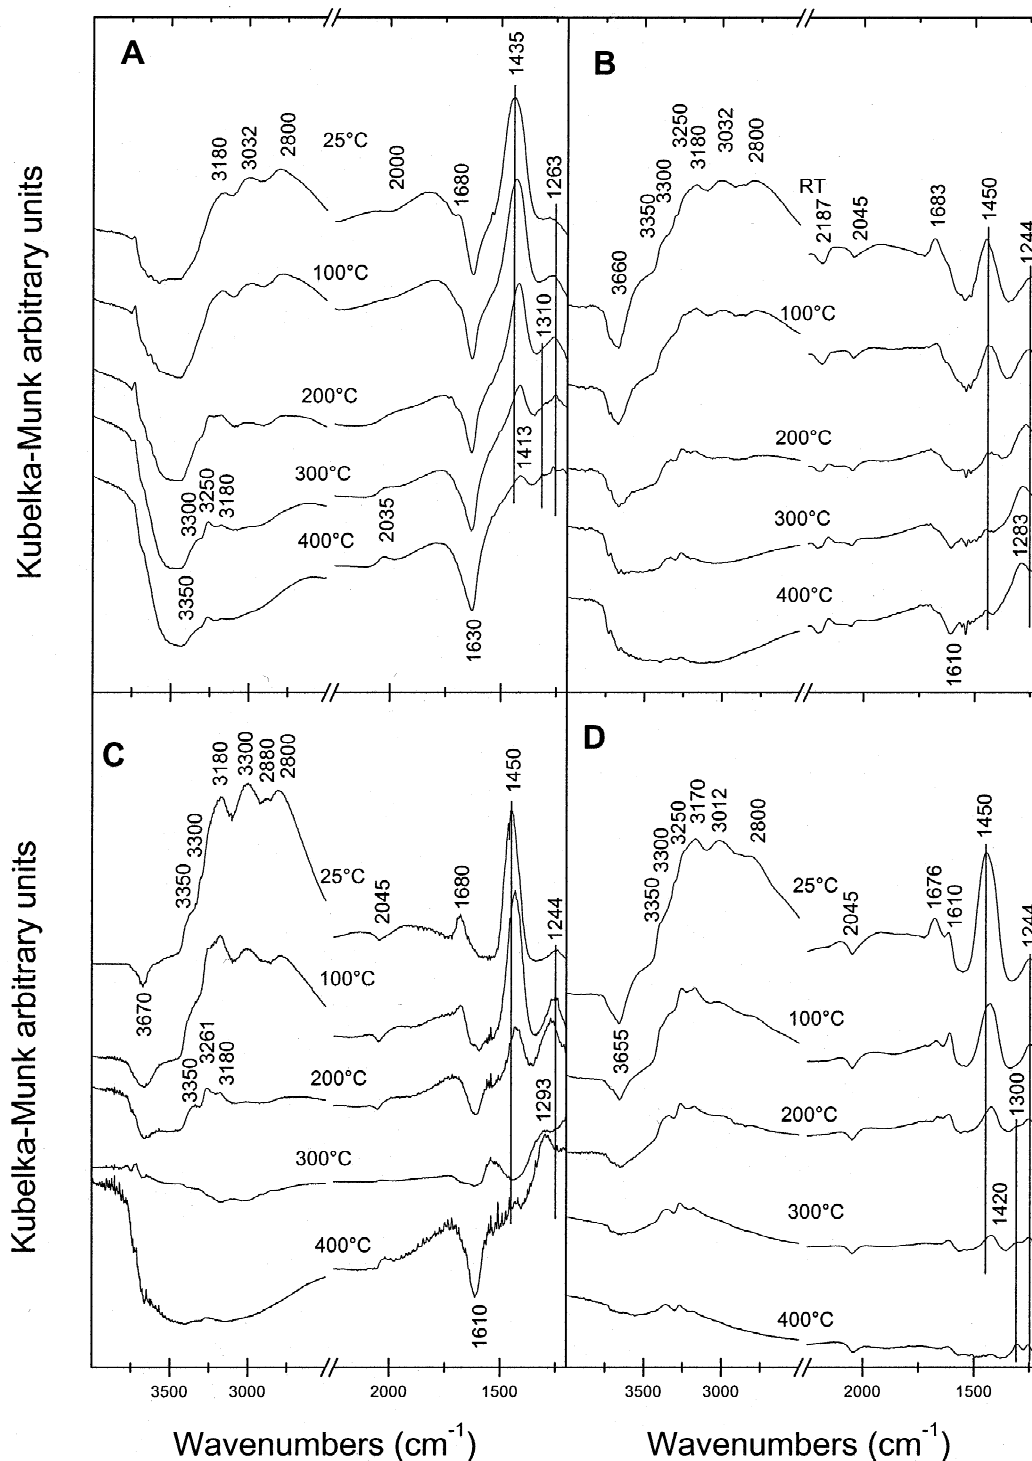 A
1435
3180
3032
2800
25°C
2000
1680
1263
100°C
1310
200°C
1413
300°C
3300
3250
3180
2035
400°C
3350
1630
B
3250
3180
3032
2800
3300
3350
RT
2187
2045
1683
1450
1244
3660
100°C
200°C
300°C
1283
400°C
1610
Kubelka-Munk arbitrary units
C
3180
3300
2880
2800
1450
3300
3350
25°C
2045
1680
1244
3670
100°C
3261
3350
3180
200°C
1293
300°C
400°C
1610
D
3170
3012
3250
2800
3300
3350
1450
25°C
2045
1676
1610
1244
3655
100°C
1300
200°C
1420
300°C
400°C
Kubelka-Munk arbitrary units
3500
3000
2000
1500
3500
3000
2000
1500
Wavenumbers (cm-1)
Wavenumbers (cm-1)